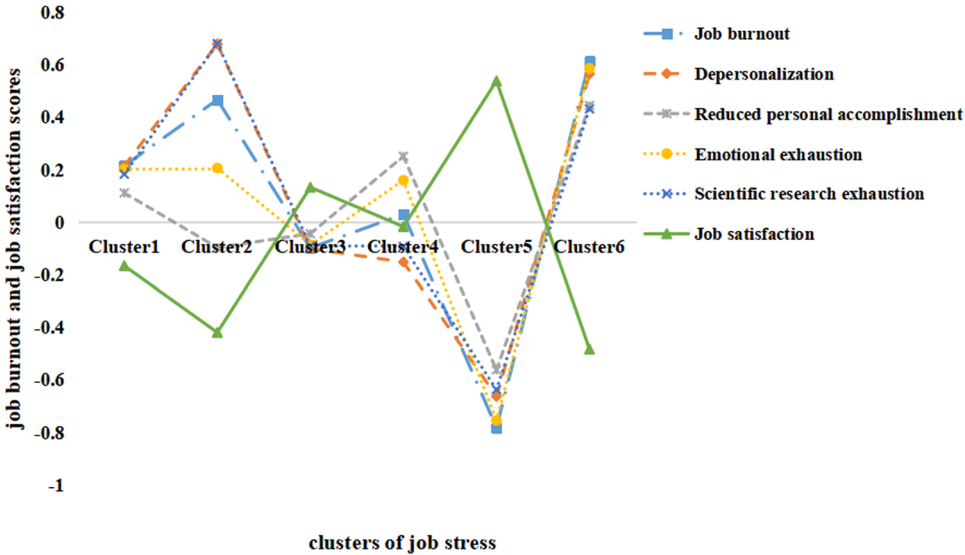 job burnout and job satisfaction scores
0.8
0.6
0.4
0.2
0
-0.2
-0.4
-0.6
-0.8
-1
Cluster1 Cluster2 Cluster3 Cluster4 Cluster5 Cluster6
clusters of job stress
Job burnout
Depersonalization
Reduced personal accomplishment
Emotional exhaustion
Scientific research exhaustion
Job satisfaction